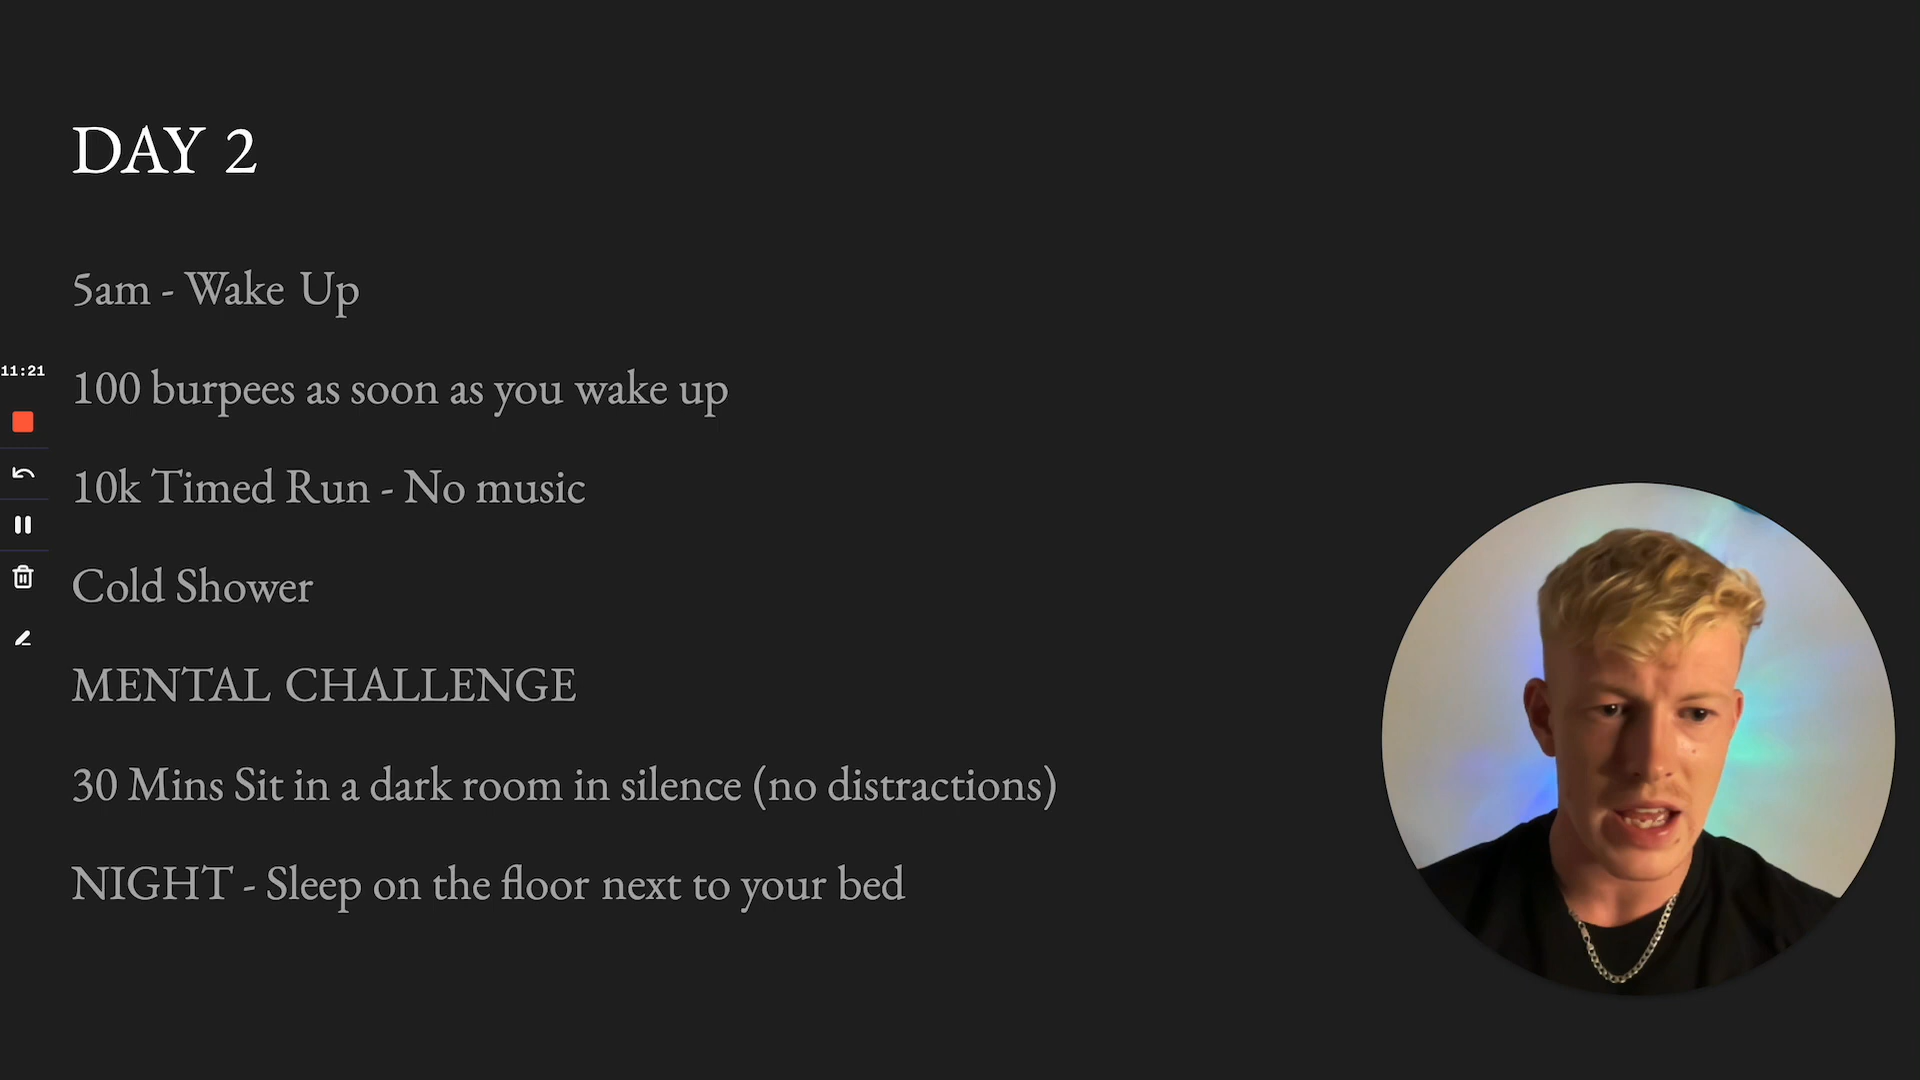 DAY 2
5am - Wake Up
100 burpees as soon as you wake up
11:21
10k Timed Run - No music
Cold Shower
MENTAL CHALLENGE
30 Mins Sit in a dark room in silence (no distractions)
NIGHT - Sleep on the floor next to your bed